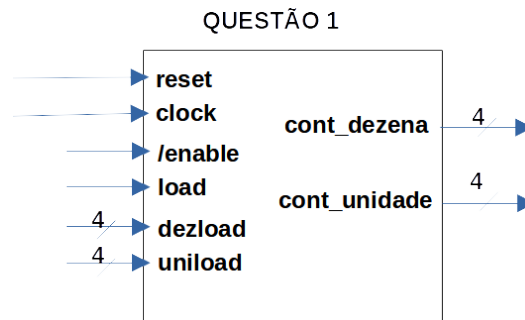 QUESTÃO 1
reset
clock
/enable
load
4 dezload
4 uniload
cont_dezena 4
cont_unidade 4